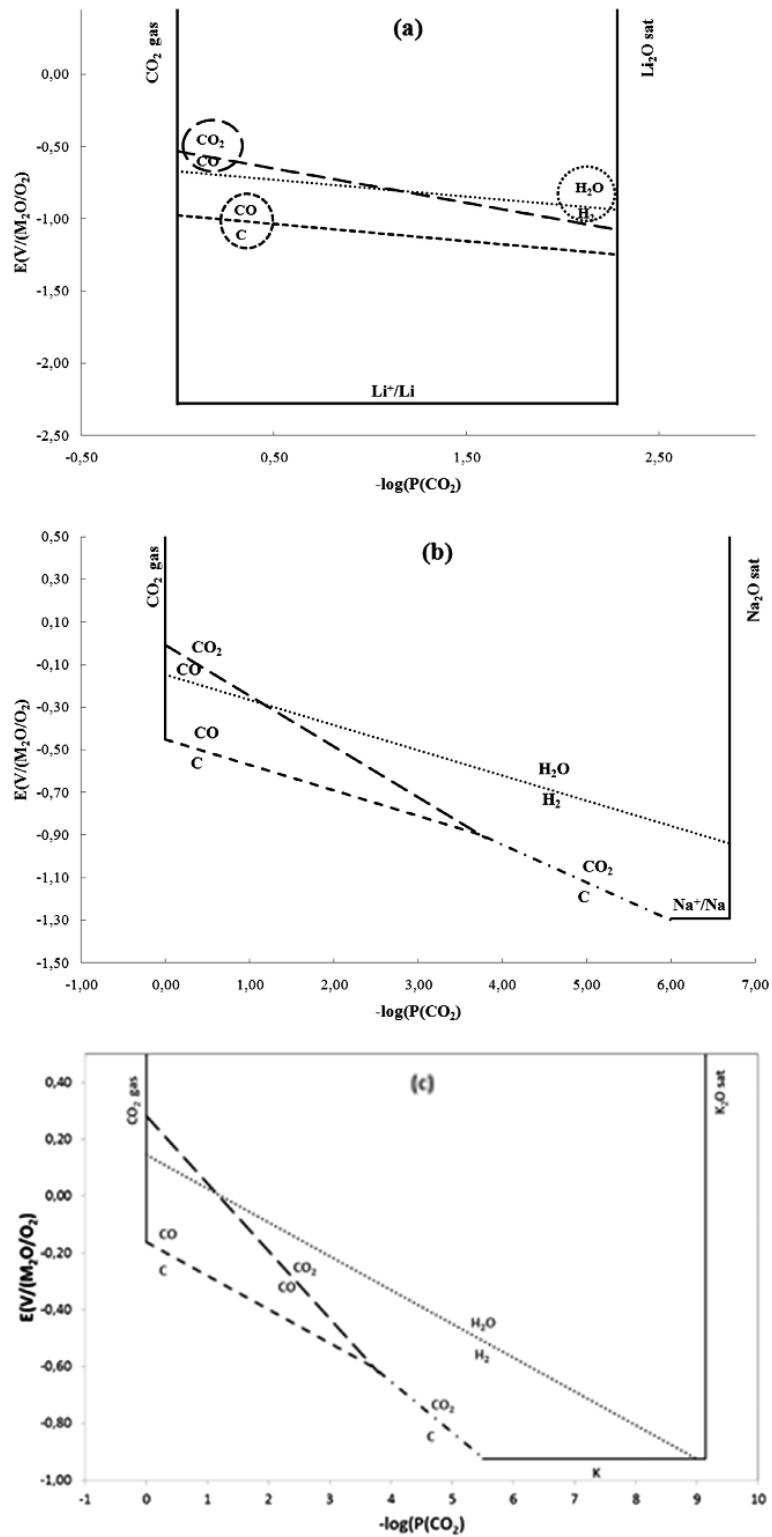 (a)
CO₂ gas
Li₂O sat
0,00
-0,50
-1,00
-1,50
-2,00
-2,50
E(V/(M₂O/O₂)
CO₂
CO
H₂O
H₂
CO
C
Li⁺/Li
-0,50
0,50
1,50
2,50
-log(P(CO₂)
(b)
CO₂ gas
Na₂O sat
0,50
0,30
0,10
-0,10
-0,30
-0,50
-0,70
-0,90
-1,10
-1,30
-1,50
E(V/(M₂O/O₂)
CO₂
CO
CO
C
H₂O
H₂
CO₂
C
Na⁺/Na
-1,00
0,00
1,00
2,00
3,00
4,00
5,00
6,00
7,00
-log(P(CO₂)
(c)
CO₂ gas
K₂O sat
0,40
0,20
0,00
-0,20
-0,40
-0,60
-0,80
-1,00
E(V/(M₂O/O₂)
CO
C
CO₂
CO
H₂O
H₂
CO₂
C
K
-1
0
1
2
3
4
5
6
7
8
9
10
-log(P(CO₂)